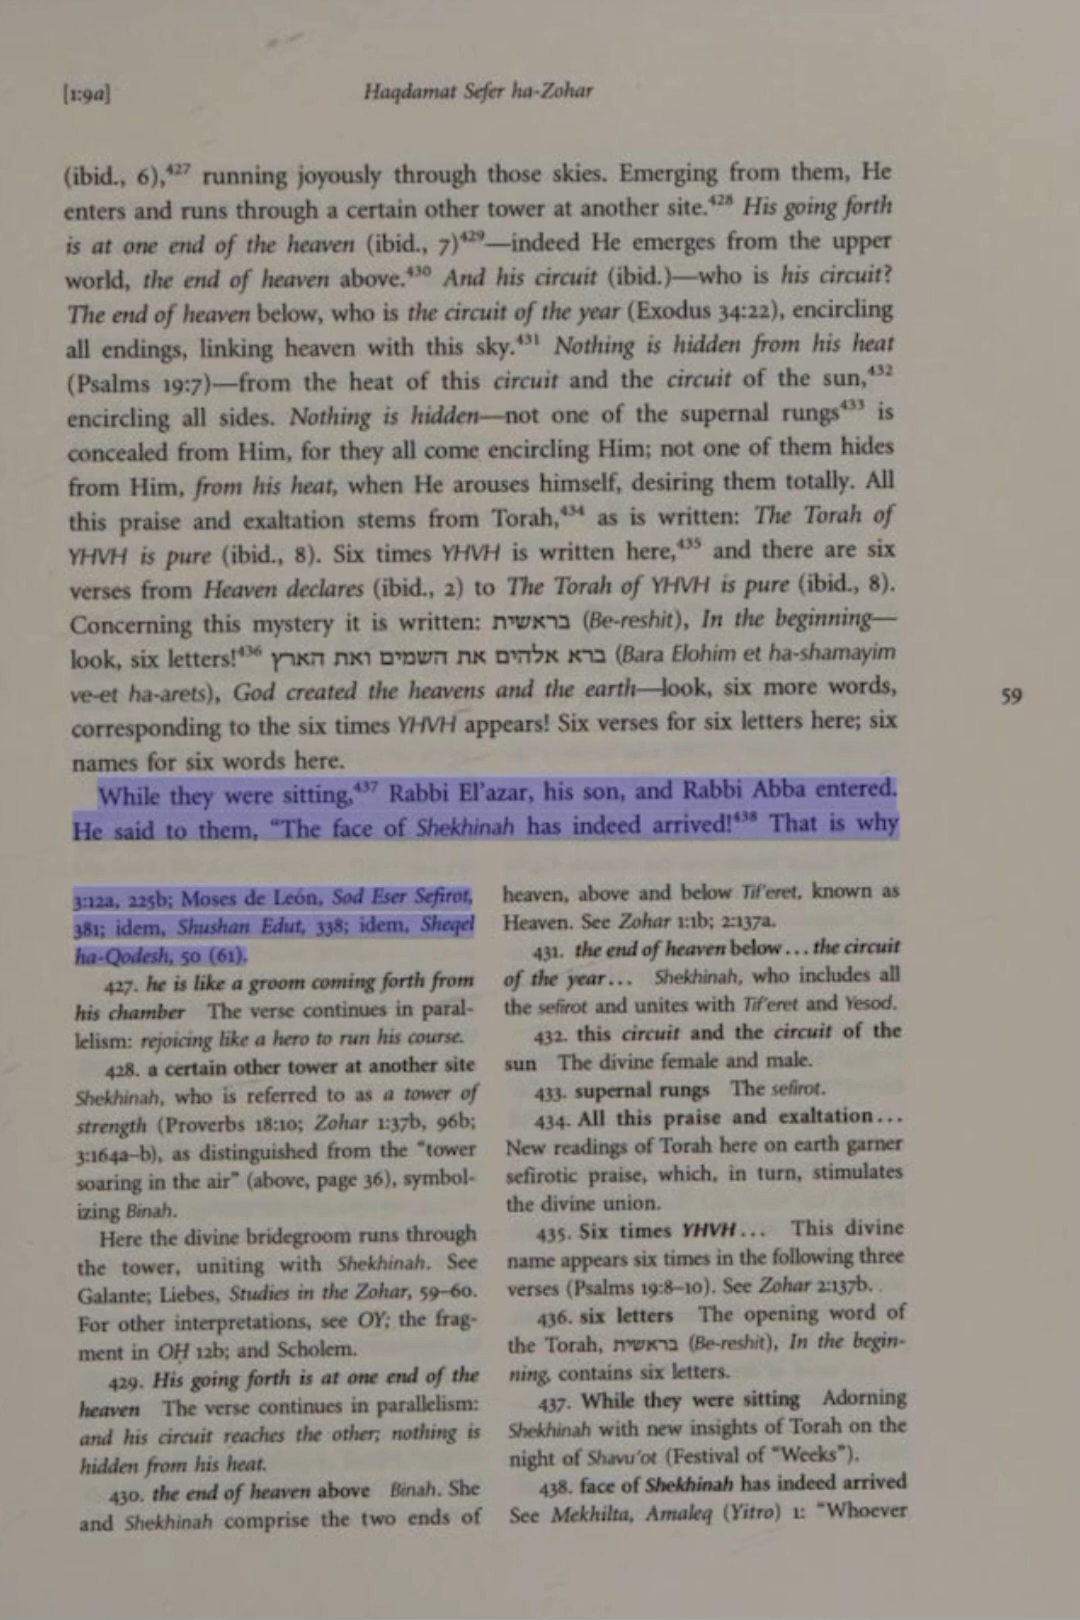 [1:9a]
Haqdamat Sefer ha-Zohar
(ibid., 6),⁴²⁷ running joyously through those skies. Emerging from them, He
enters and runs through a certain other tower at another site.⁴²⁸ His going forth
is at one end of the heaven (ibid., 7)⁴²⁹—indeed He emerges from the upper
world, the end of heaven above.⁴³⁰ And his circuit (ibid.)—who is his circuit?
The end of heaven below, who is the circuit of the year (Exodus 34:22), encircling
all endings, linking heaven with this sky.⁴³¹ Nothing is hidden from his heat
(Psalms 19:7)—from the heat of this circuit and the circuit of the sun,⁴³²
encircling all sides. Nothing is hidden—not one of the supernal rungs⁴³³ is
concealed from Him, for they all come encircling Him; not one of them hides
from Him, from his heat, when He arouses himself, desiring them totally. All
this praise and exaltation stems from Torah,⁴³⁴ as is written: The Torah of
YHVH is pure (ibid., 8). Six times YHVH is written here,⁴³⁵ and there are six
verses from Heaven declares (ibid., 2) to The Torah of YHVH is pure (ibid., 8).
Concerning this mystery it is written: בראשית (Be-reshit), In the beginning—
look, six letters!⁴³⁶ ברא אלהים את השמים ואת הארץ (Bara Elohim et ha-shamayim
ve-et ha-arets), God created the heavens and the earth—look, six more words,
corresponding to the six times YHVH appears! Six verses for six letters here; six
names for six words here.
While they were sitting,⁴³⁷ Rabbi El'azar, his son, and Rabbi Abba entered.
He said to them, “The face of Shekhinah has indeed arrived!⁴³⁸ That is why
59
3:12a, 225b; Moses de León, Sod Eser Sefirot,
381; idem, Shushan Edut, 338; idem, Sheqel
ha-Qodesh, 50 (61).
427. he is like a groom coming forth from
his chamber The verse continues in paral-
lelism: rejoicing like a hero to run his course.
428. a certain other tower at another site
Shekhinah, who is referred to as a tower of
strength (Proverbs 18:10; Zohar 1:37b, 96b;
3:164a–b), as distinguished from the “tower
soaring in the air” (above, page 36), symbol-
izing Binah.
Here the divine bridegroom runs through
the tower, uniting with Shekhinah. See
Galante; Liebes, Studies in the Zohar, 59–60.
For other interpretations, see OY; the frag-
ment in OḤ 12b; and Scholem.
429. His going forth is at one end of the
heaven The verse continues in parallelism:
and his circuit reaches the other; nothing is
hidden from his heat.
430. the end of heaven above Binah. She
and Shekhinah comprise the two ends of
heaven, above and below Tif'eret, known as
Heaven. See Zohar 1:1b; 2:137a.
431. the end of heaven below . . . the circuit
of the year . . . Shekhinah, who includes all
the sefirot and unites with Tif'eret and Yesod.
432. this circuit and the circuit of the
sun The divine female and male.
433. supernal rungs The sefirot.
434. All this praise and exaltation . . .
New readings of Torah here on earth garner
sefirotic praise, which, in turn, stimulates
the divine union.
435. Six times YHVH . . . This divine
name appears six times in the following three
verses (Psalms 19:8–10). See Zohar 2:137b.
436. six letters The opening word of
the Torah, בראשית (Be-reshit), In the begin-
ning, contains six letters.
437. While they were sitting Adorning
Shekhinah with new insights of Torah on the
night of Shavu'ot (Festival of “Weeks”).
438. face of Shekhinah has indeed arrived
See Mekhilta, Amaleq (Yitro) 1: “Whoever